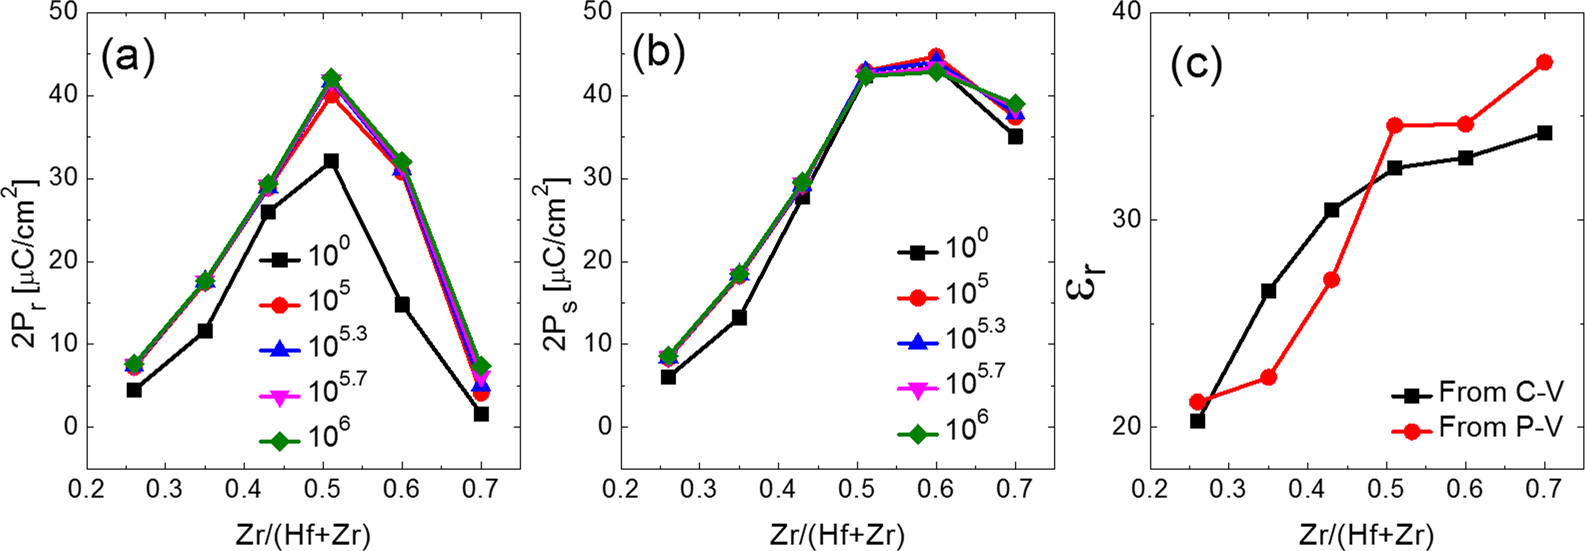 (a)
2Pr [μC/cm2]
50
40
30
20
10
0
10^0
10^5
10^5.3
10^5.7
10^6
0.2 0.3 0.4 0.5 0.6 0.7
Zr/(Hf+Zr)
(b)
2Ps [μC/cm2]
50
40
30
20
10
0
10^0
10^5
10^5.3
10^5.7
10^6
0.2 0.3 0.4 0.5 0.6 0.7
Zr/(Hf+Zr)
(c)
εr
40
30
20
From C-V
From P-V
0.2 0.3 0.4 0.5 0.6 0.7
Zr/(Hf+Zr)